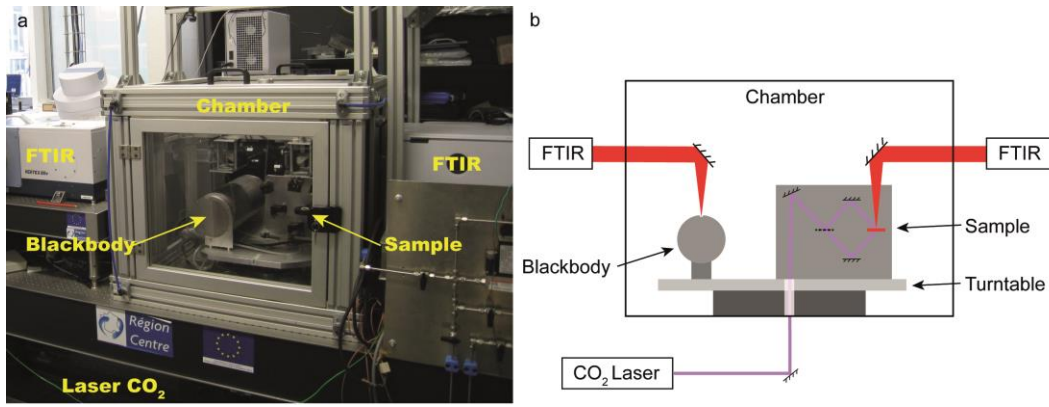 a
Chamber
FTIR
FTIR
Blackbody
Sample
Région
Centre
Laser CO2
b
Chamber
FTIR
FTIR
Sample
Blackbody
Turntable
CO2 Laser